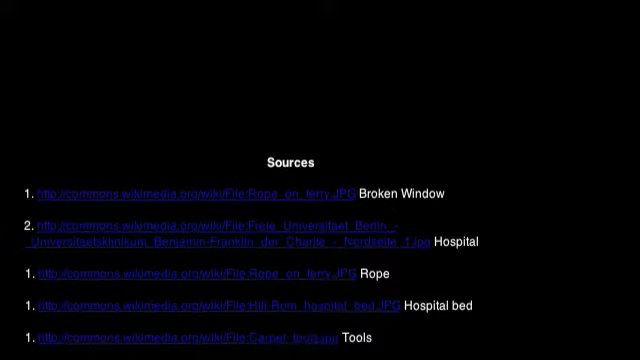 Sources
1. http://commons.wikimedia.org/wiki/File:Rope_on_ferry.JPG Broken Window
2. http://commons.wikimedia.org/wiki/File:Freie_Universitaet_Berlin_-
_Universitaetsklinikum_Benjamin-Franklin_der_Charite_-_Nordseite_1.jpg Hospital
1. http://commons.wikimedia.org/wiki/File:Rope_on_ferry.JPG Rope
1. http://commons.wikimedia.org/wiki/File:Hill-Rom_hospital_bed.JPG Hospital bed
1. http://commons.wikimedia.org/wiki/File:Carpet_tools.jpg Tools